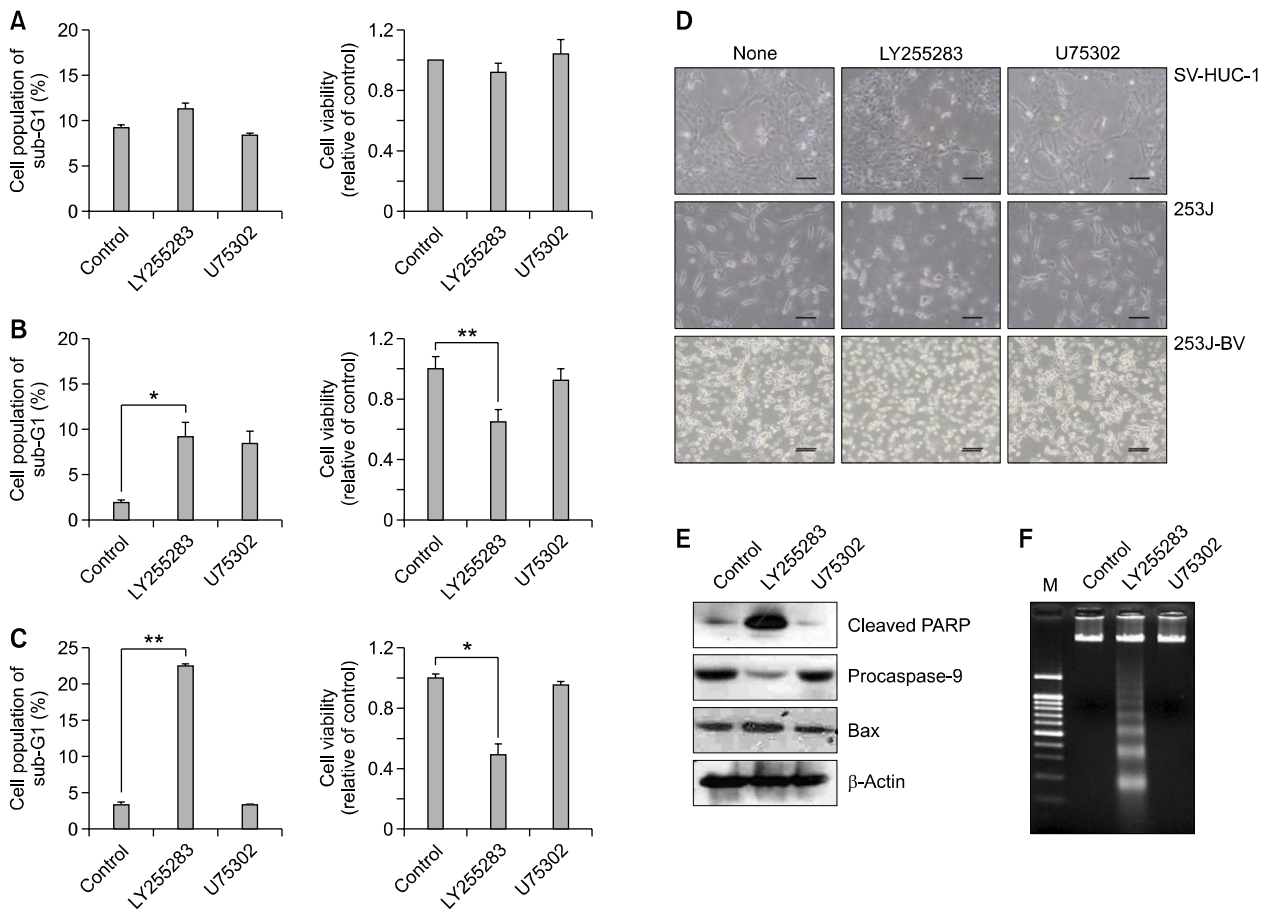 A
Cell population of
sub-G1 (%)
20
15
10
5
0
Control
LY255283
U75302
Cell viability
(relative of control)
1.2
0.8
0.4
0
Control
LY255283
U75302
B
Cell population of
sub-G1 (%)
20
15
10
5
0
*
Control
LY255283
U75302
Cell viability
(relative of control)
1.2
0.8
0.4
0
**
Control
LY255283
U75302
C
Cell population of
sub-G1 (%)
25
20
15
10
5
0
**
Control
LY255283
U75302
Cell viability
(relative of control)
1.2
0.8
0.4
0
*
Control
LY255283
U75302
D
None
LY255283
U75302
SV-HUC-1
253J
253J-BV
E
Control
LY255283
U75302
Cleaved PARP
Procaspase-9
Bax
β-Actin
F
M
Control
LY255283
U75302